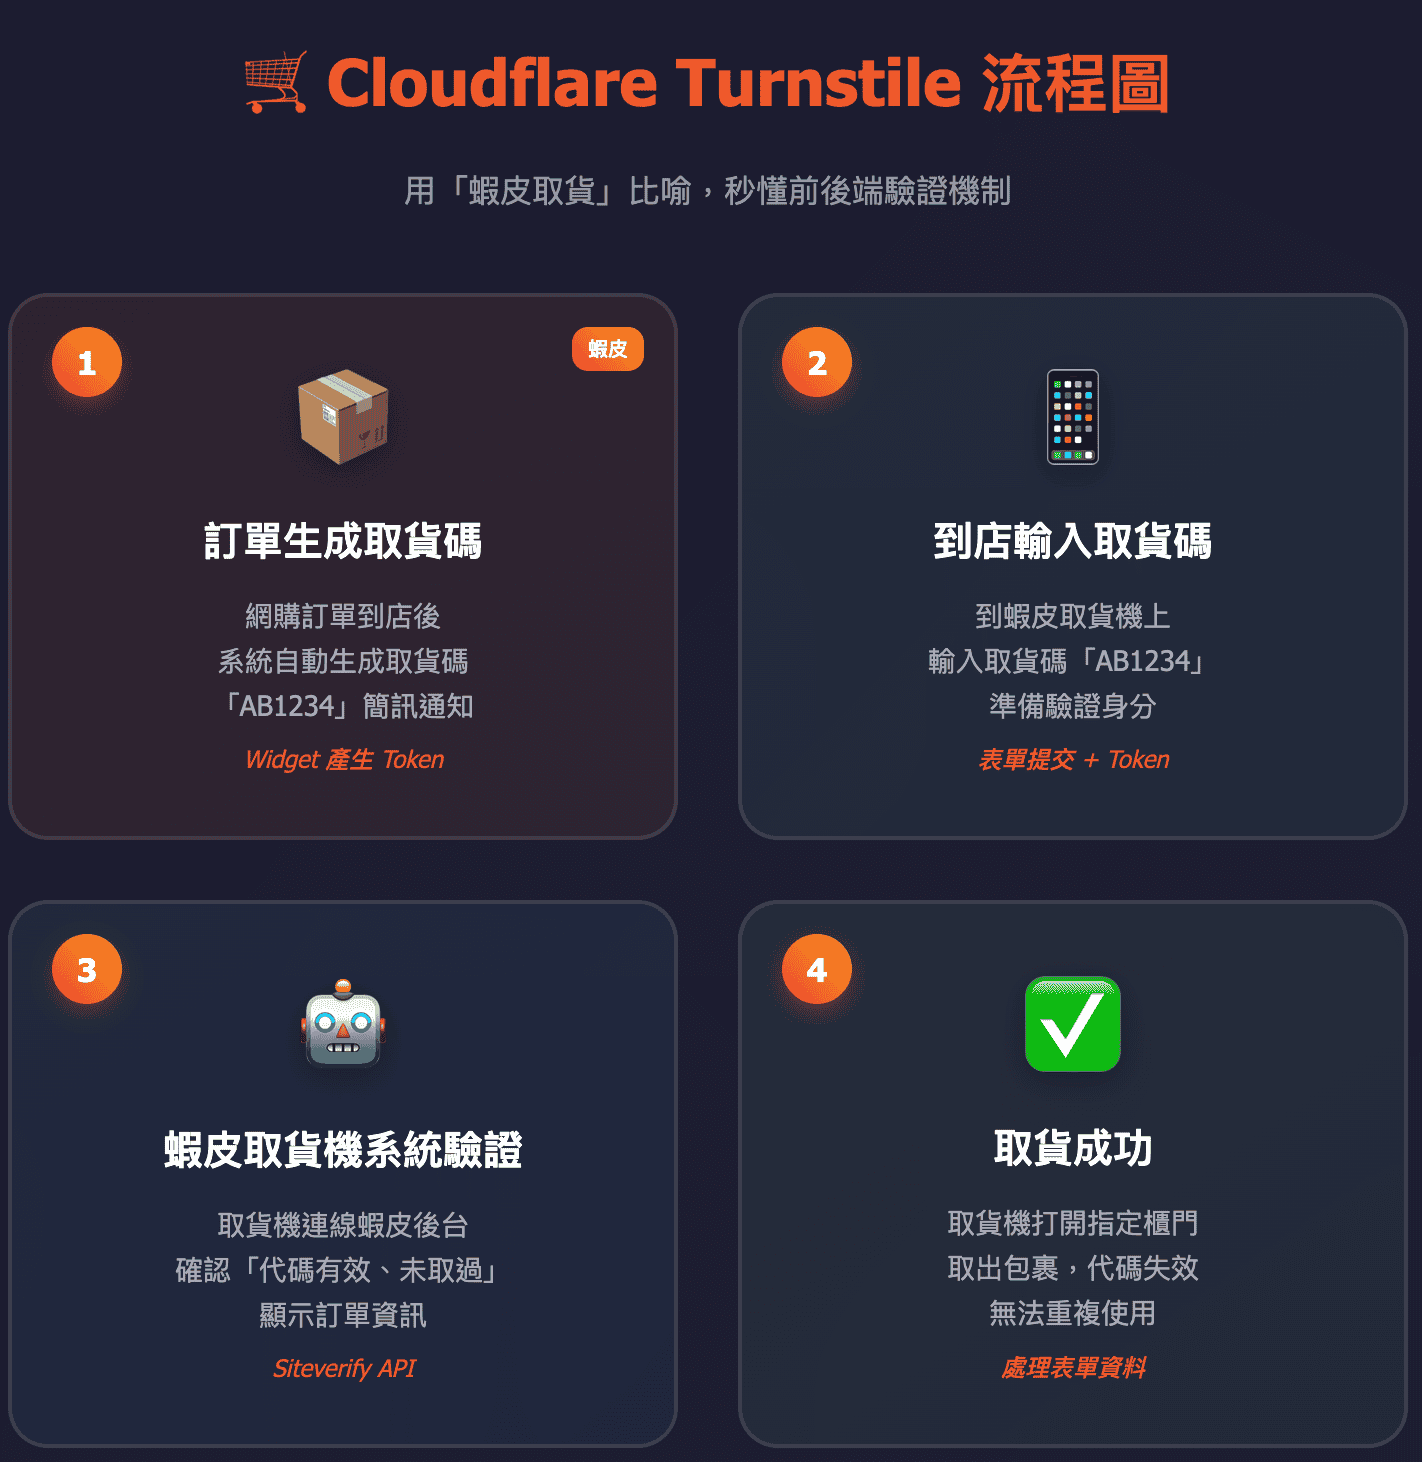 Cloudflare Turnstile 流程圖
用「蝦皮取貨」比喻，秒懂前後端驗證機制
1
蝦皮
訂單生成取貨碼
網購訂單到店後
系統自動生成取貨碼
「AB1234」簡訊通知
Widget 產生 Token
2
到店輸入取貨碼
到蝦皮取貨機上
輸入取貨碼「AB1234」
準備驗證身分
表單提交 + Token
3
蝦皮取貨機系統驗證
取貨機連線蝦皮後台
確認「代碼有效、未取過」
顯示訂單資訊
Siteverify API
4
取貨成功
取貨機打開指定櫃門
取出包裹，代碼失效
無法重複使用
處理表單資料